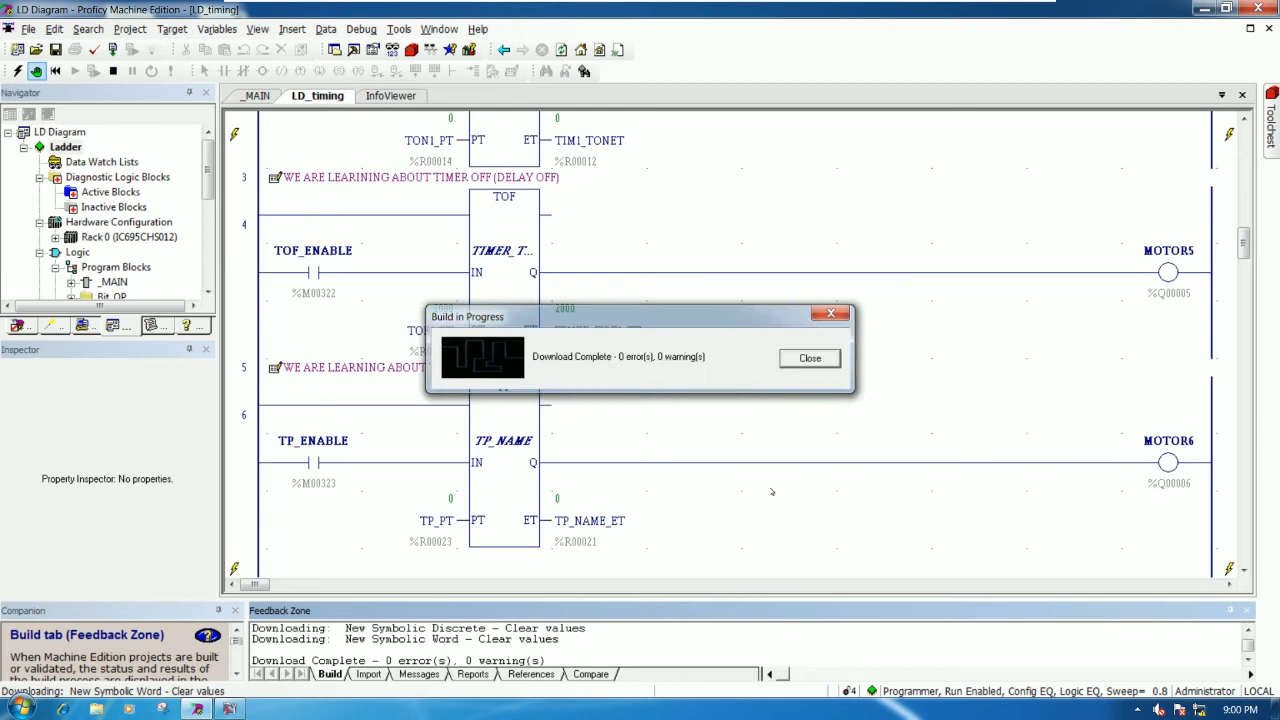 LD Diagram - Proficy Machine Edition - [LD_timing]
File Edit Search Project Target Variables View Insert Data Debug Tools Window Help
Navigator
_MAIN LD_timing InfoViewer
LD Diagram
Ladder
Data Watch Lists
Diagnostic Logic Blocks
Active Blocks
Inactive Blocks
Hardware Configuration
Rack 0 (IC695CHS012)
Logic
Program Blocks
_MAIN
Bit_OP
Inspector
Property Inspector: No properties.
Toolchest
0 0
TON1_PT PT ET TIM1_TONET
%R00014 %R00012
3 WE ARE LEARINING ABOUT TIMER OFF (DELAY OFF)
TOF
4
TOF_ENABLE TIMER_T... MOTOR5
IN Q
%M00322 %Q00005
2000
Build in Progress
Download Complete - 0 error(s), 0 warning(s)
Close
5 WE ARE LEARNING ABOUT
6
TP_ENABLE TP_NAME MOTOR6
IN Q
%M00323 %Q00006
0 0
TP_PT PT ET TP_NAME_ET
%R00023 %R00021
Companion
Build tab (Feedback Zone)
When Machine Edition projects are built
or validated, the status and results of
the build process are displayed in the
Feedback Zone
Downloading: New Symbolic Discrete - Clear values
Downloading: New Symbolic Word - Clear values
Download Complete - 0 error(s), 0 warning(s)
Build Import Messages Reports References Compare
Downloading: New Symbolic Word - Clear values
4 Programmer, Run Enabled, Config EQ, Logic EQ, Sweep= 0.8 Administrator LOCAL
9:00 PM